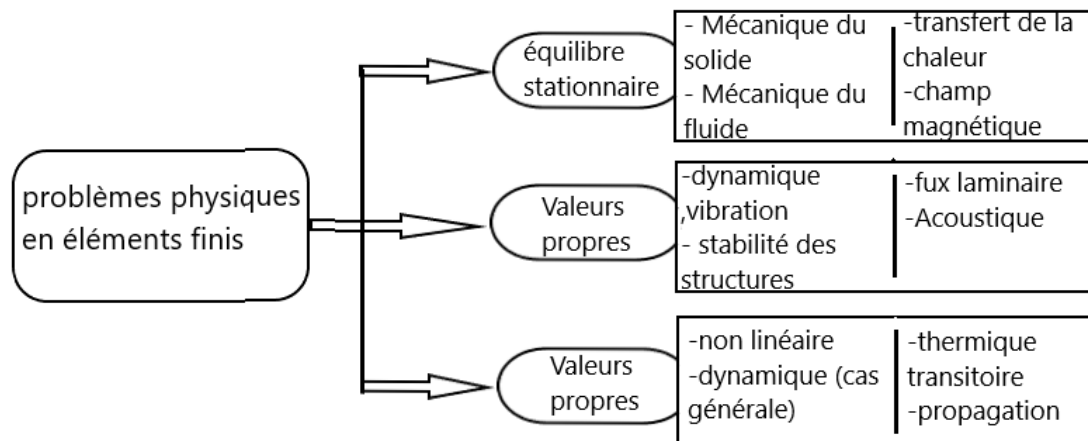 problèmes physiques
en éléments finis
équilibre
stationnaire
- Mécanique du
solide
- Mécanique du
fluide
-transfert de la
chaleur
-champ
magnétique
Valeurs
propres
-dynamique
,vibration
- stabilité des
structures
-fux laminaire
-Acoustique
Valeurs
propres
-non linéaire
-dynamique (cas
générale)
-thermique
transitoire
-propagation